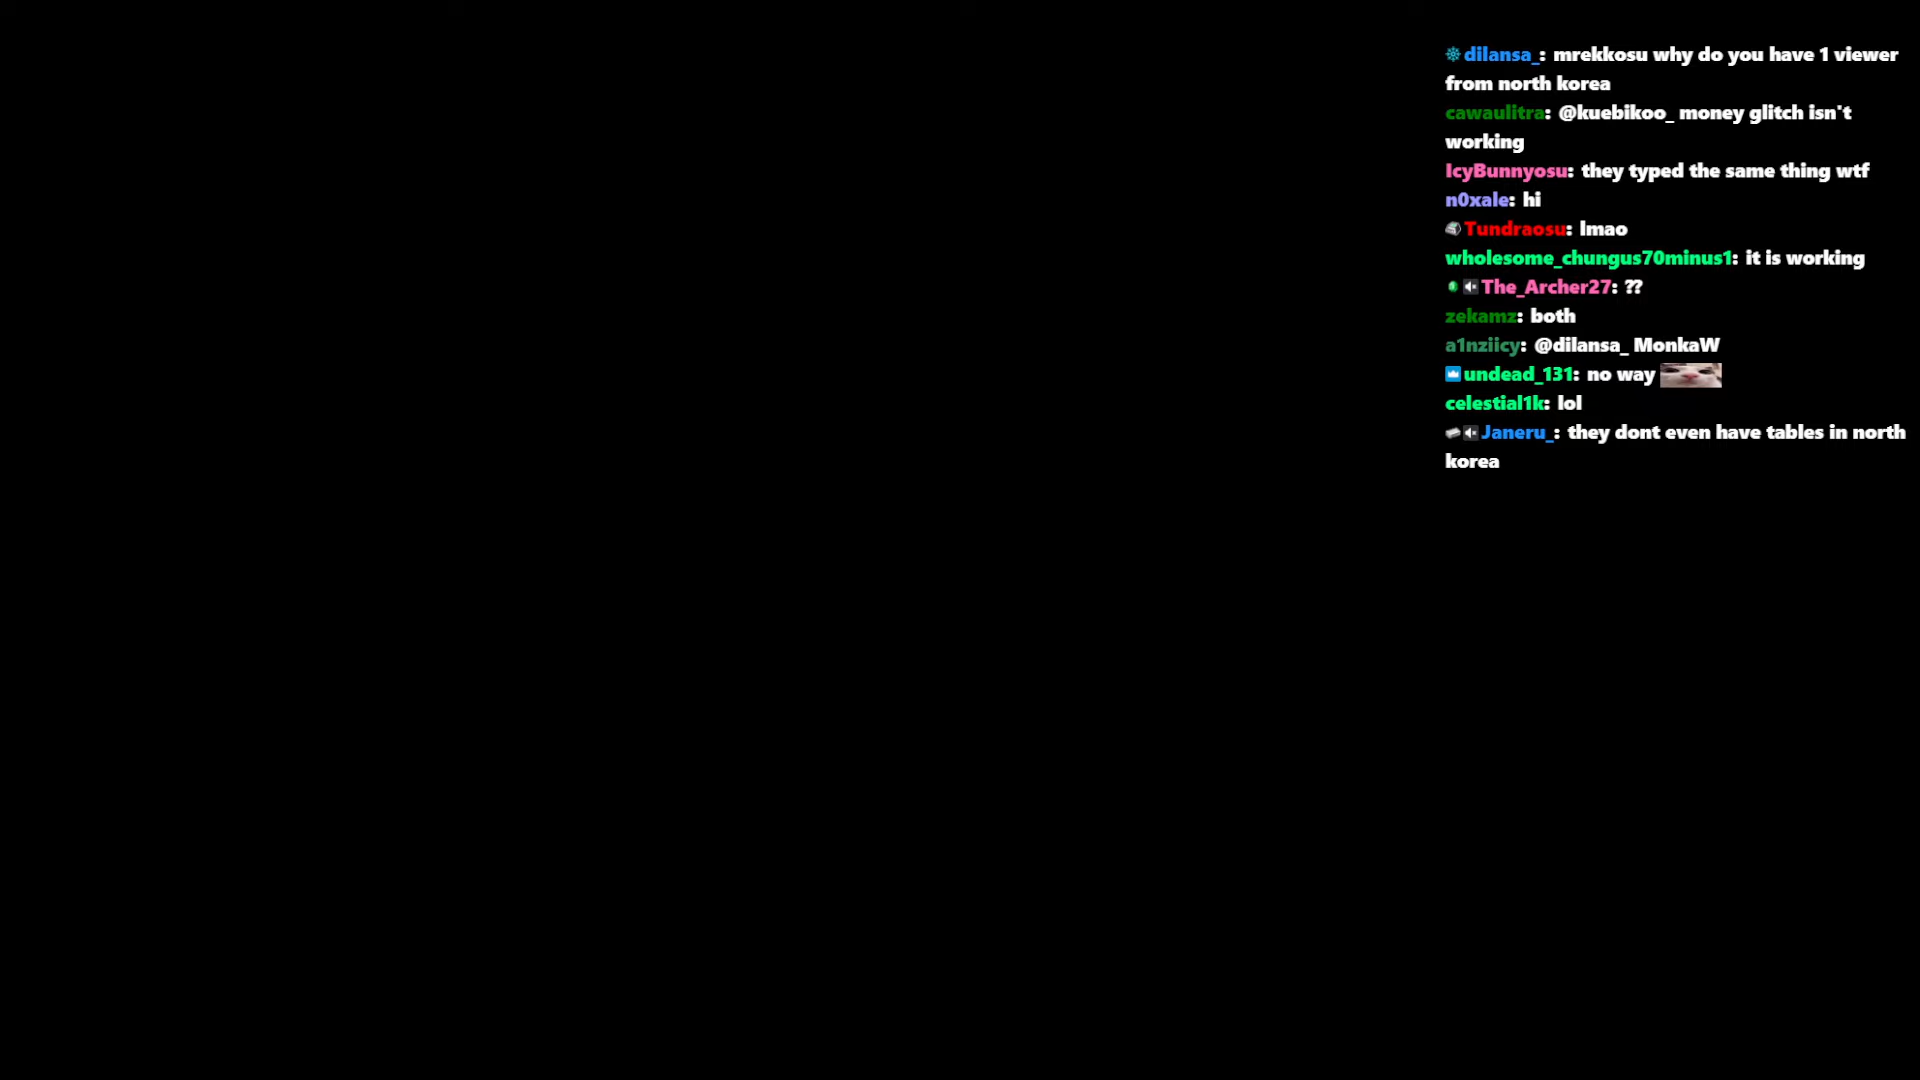 dilansa_: mrekkosu why do you have 1 viewer
from north korea
cawaulitra: @kuebikoo_ money glitch isn't
working
IcyBunnyosu: they typed the same thing wtf
n0xale: hi
Tundraosu: lmao
wholesome_chungus70minus1: it is working
The_Archer27: ??
zekamz: both
a1nziicy: @dilansa_ MonkaW
undead_131: no way
celestial1k: lol
Janeru_: they dont even have tables in north
korea